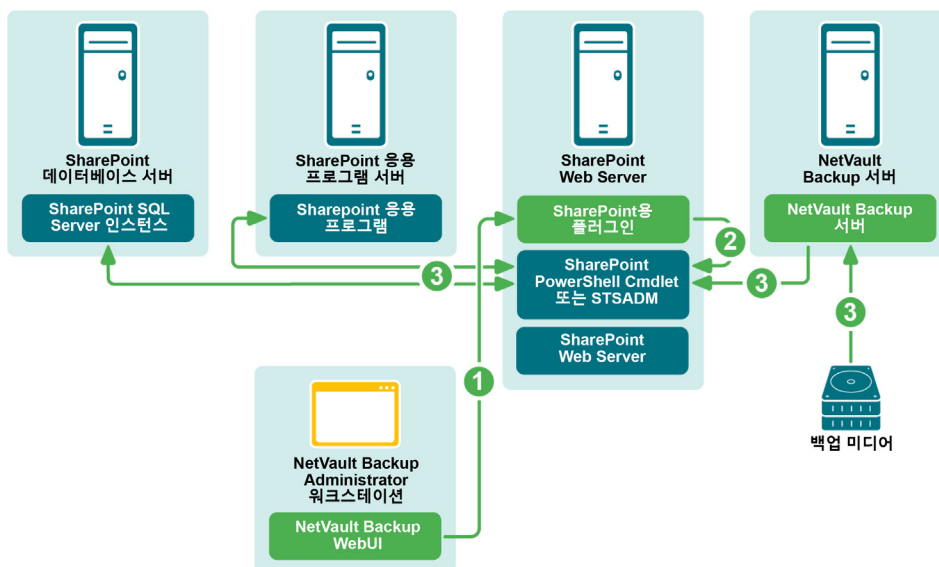 SharePoint
데이터베이스 서버
SharePoint SQL
Server 인스턴스
SharePoint 응용
프로그램 서버
Sharepoint 응용
프로그램
SharePoint
Web Server
SharePoint용
플러그인
SharePoint
PowerShell Cmdlet
또는 STSADM
SharePoint
Web Server
NetVault
Backup 서버
NetVault Backup
서버
2
3
3
3
1
백업 미디어
NetVault Backup
Administrator
워크스테이션
NetVault Backup
WebUI